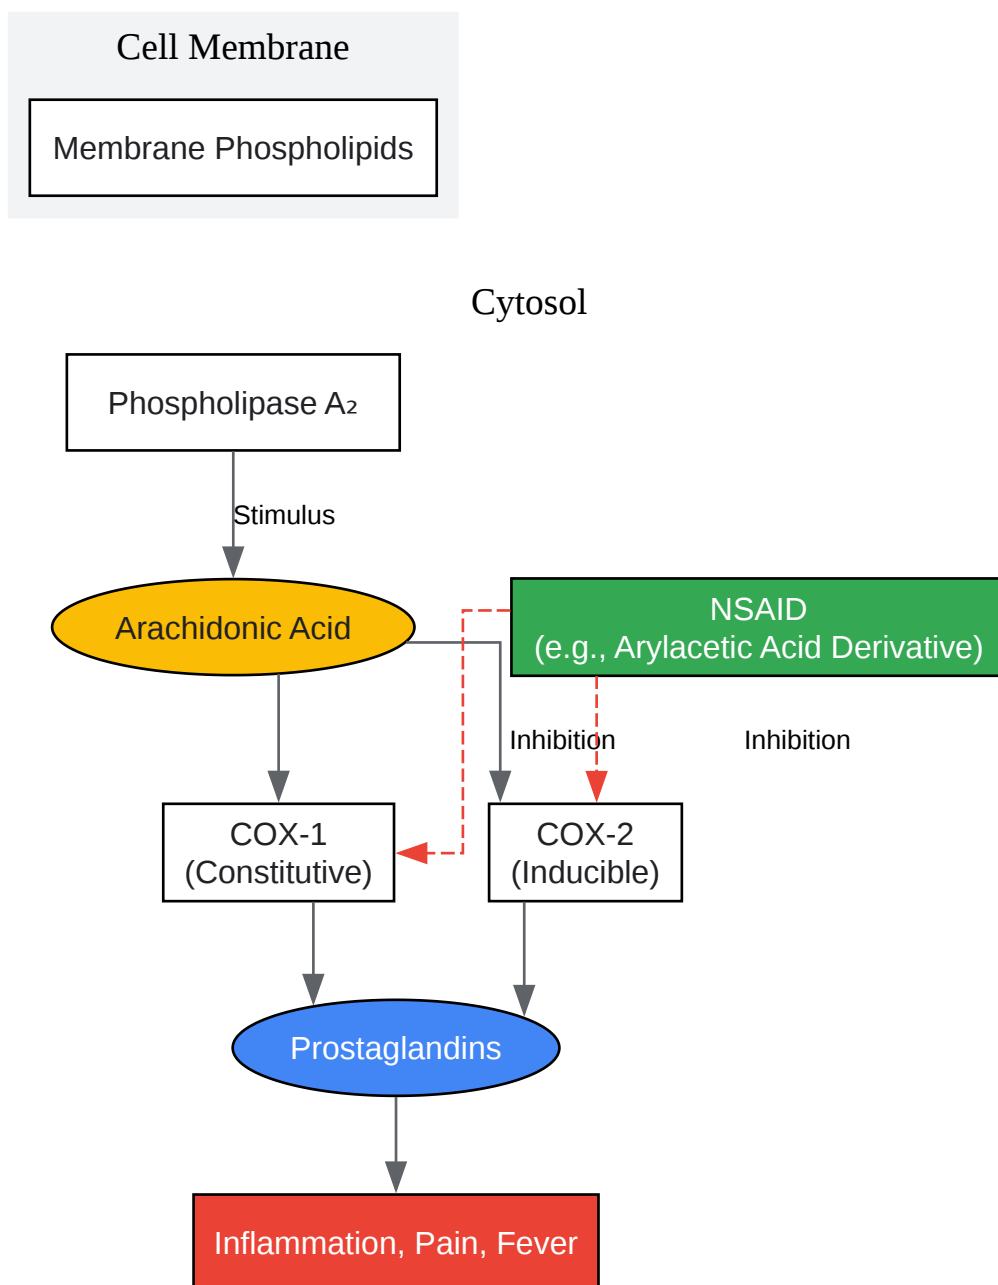 Cell Membrane
Membrane Phospholipids
Cytosol
Phospholipase A₂
Stimulus
Arachidonic Acid
NSAID
(e.g., Arylacetic Acid Derivative)
Inhibition
Inhibition
COX-1
(Constitutive)
COX-2
(Inducible)
Prostaglandins
Inflammation, Pain, Fever